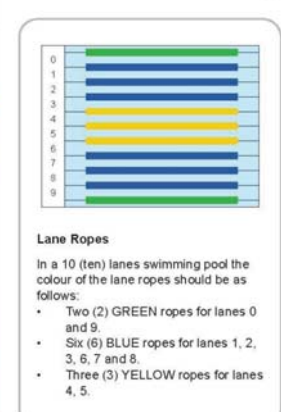 0
1
2
3
4
5
6
7
8
9
Lane Ropes
In a 10 (ten) lanes swimming pool the
colour of the lane ropes should be as
follows:
• Two (2) GREEN ropes for lanes 0
and 9.
• Six (6) BLUE ropes for lanes 1, 2,
3, 6, 7 and 8.
• Three (3) YELLOW ropes for lanes
4, 5.